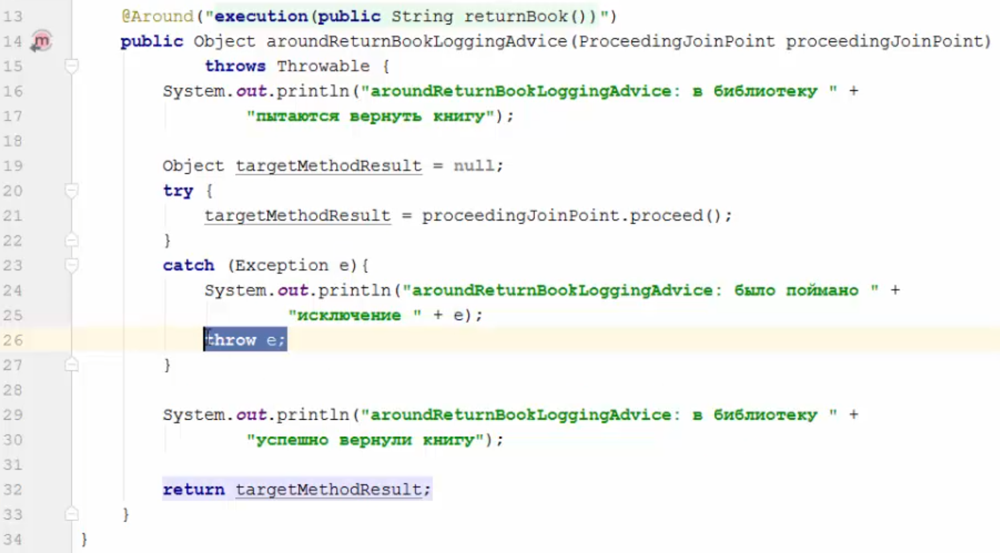 13 @Around("execution(public String returnBook())")
14 m public Object aroundReturnBookLoggingAdvice(ProceedingJoinPoint proceedingJoinPoint)
15 throws Throwable {
16 System.out.println("aroundReturnBookLoggingAdvice: в библиотеку " +
17 "пытаются вернуть книгу");
18
19 Object targetMethodResult = null;
20 try {
21 targetMethodResult = proceedingJoinPoint.proceed();
22 }
23 catch (Exception e){
24 System.out.println("aroundReturnBookLoggingAdvice: было поймано " +
25 "исключение " + e);
26 throw e;
27 }
28
29 System.out.println("aroundReturnBookLoggingAdvice: в библиотеку " +
30 "успешно вернули книгу");
31
32 return targetMethodResult;
33 }
34 }